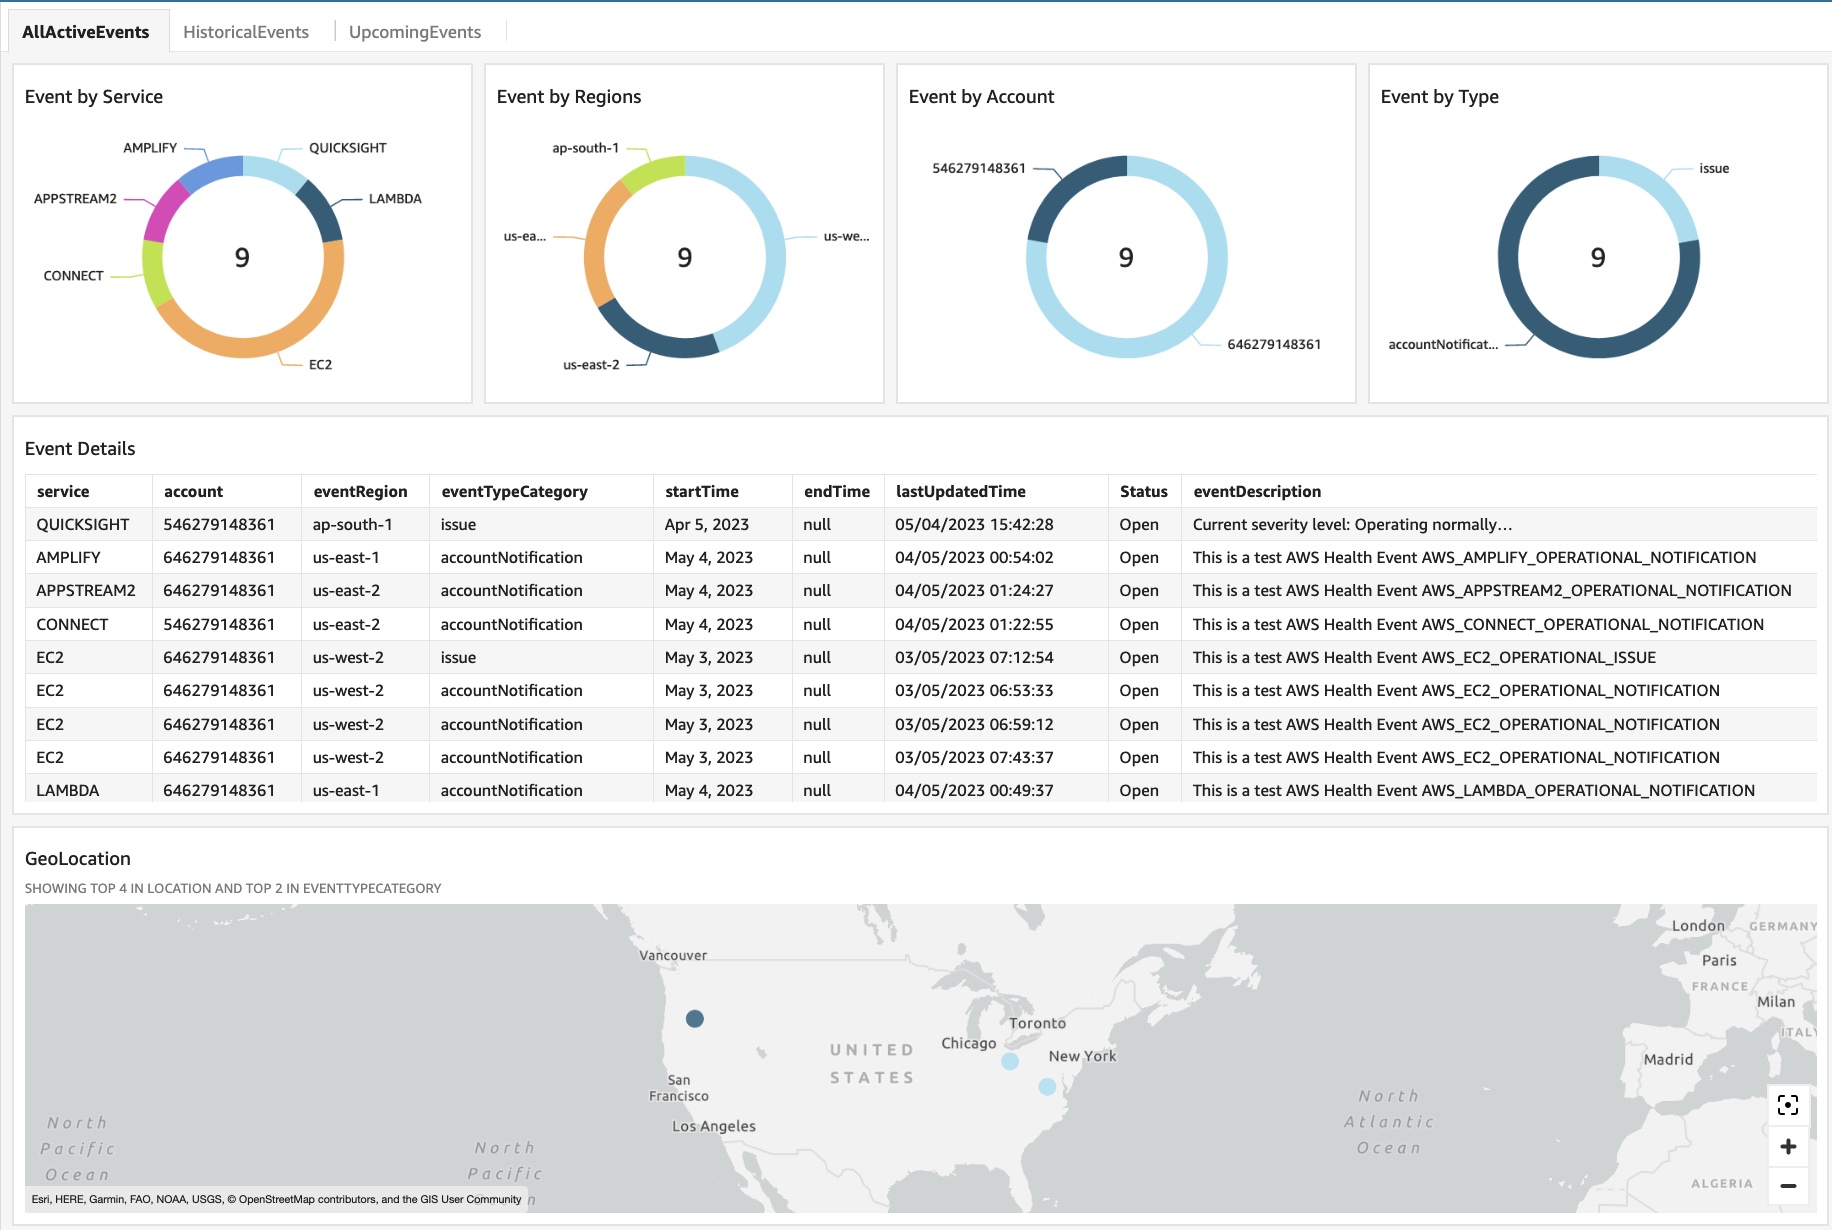 AllActiveEvents HistoricalEvents UpcomingEvents
Event by Service
AMPLIFY
QUICKSIGHT
APPSTREAM2
LAMBDA
9
CONNECT
EC2
Event by Regions
ap-south-1
us-ea...
us-we...
9
us-east-2
Event by Account
546279148361
9
646279148361
Event by Type
issue
9
accountNotificat...
Event Details
service account eventRegion eventTypeCategory startTime endTime lastUpdatedTime Status eventDescription
QUICKSIGHT 546279148361 ap-south-1 issue Apr 5, 2023 null 05/04/2023 15:42:28 Open Current severity level: Operating normally...
AMPLIFY 646279148361 us-east-1 accountNotification May 4, 2023 null 04/05/2023 00:54:02 Open This is a test AWS Health Event AWS_AMPLIFY_OPERATIONAL_NOTIFICATION
APPSTREAM2 646279148361 us-east-2 accountNotification May 4, 2023 null 04/05/2023 01:24:27 Open This is a test AWS Health Event AWS_APPSTREAM2_OPERATIONAL_NOTIFICATION
CONNECT 546279148361 us-east-2 accountNotification May 4, 2023 null 04/05/2023 01:22:55 Open This is a test AWS Health Event AWS_CONNECT_OPERATIONAL_NOTIFICATION
EC2 646279148361 us-west-2 issue May 3, 2023 null 03/05/2023 07:12:54 Open This is a test AWS Health Event AWS_EC2_OPERATIONAL_ISSUE
EC2 646279148361 us-west-2 accountNotification May 3, 2023 null 03/05/2023 06:53:33 Open This is a test AWS Health Event AWS_EC2_OPERATIONAL_NOTIFICATION
EC2 646279148361 us-west-2 accountNotification May 3, 2023 null 03/05/2023 06:59:12 Open This is a test AWS Health Event AWS_EC2_OPERATIONAL_NOTIFICATION
EC2 646279148361 us-west-2 accountNotification May 3, 2023 null 03/05/2023 07:43:37 Open This is a test AWS Health Event AWS_EC2_OPERATIONAL_NOTIFICATION
LAMBDA 646279148361 us-east-1 accountNotification May 4, 2023 null 04/05/2023 00:49:37 Open This is a test AWS Health Event AWS_LAMBDA_OPERATIONAL_NOTIFICATION
GeoLocation
SHOWING TOP 4 IN LOCATION AND TOP 2 IN EVENTTYPECATEGORY
London GERMANY
Vancouver
Paris
FRANCE
Milan
Toronto
ITALY
Chicago
UNITED
New York
Madrid
STATES
San
Francisco
North
Atlantic
Ocean
Los Angeles
North
Pacific
Ocean
North
Pacific
n
ALGERIA
Esri, HERE, Garmin, FAO, NOAA, USGS, © OpenStreetMap contributors, and the GIS User Community